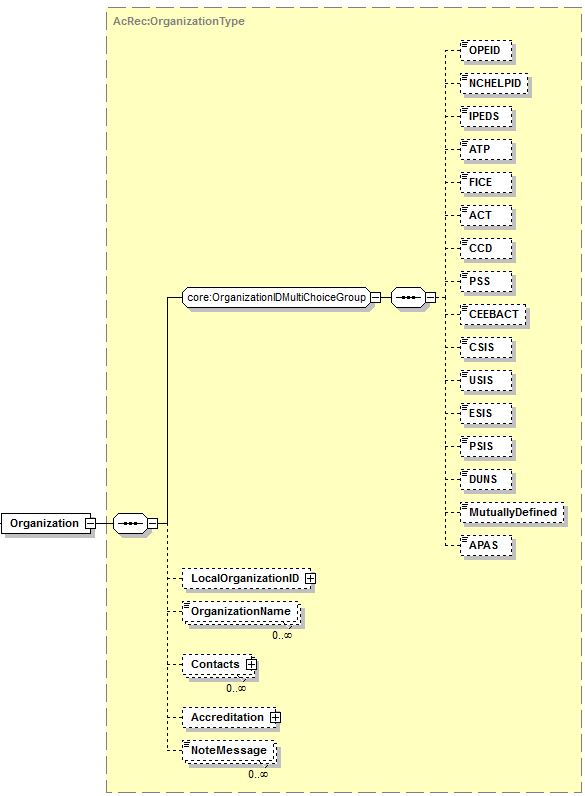 AcRec:OrganizationType
OPEID
NCHELPID
IPEDS
ATP
FICE
ACT
CCD
PSS
core:OrganizationIDMultiChoiceGroup
CEEBACT
CSIS
USIS
ESIS
PSIS
DUNS
MutuallyDefined
APAS
Organization
LocalOrganizationID
OrganizationName
0..∞
Contacts
0..∞
Accreditation
NoteMessage
0..∞